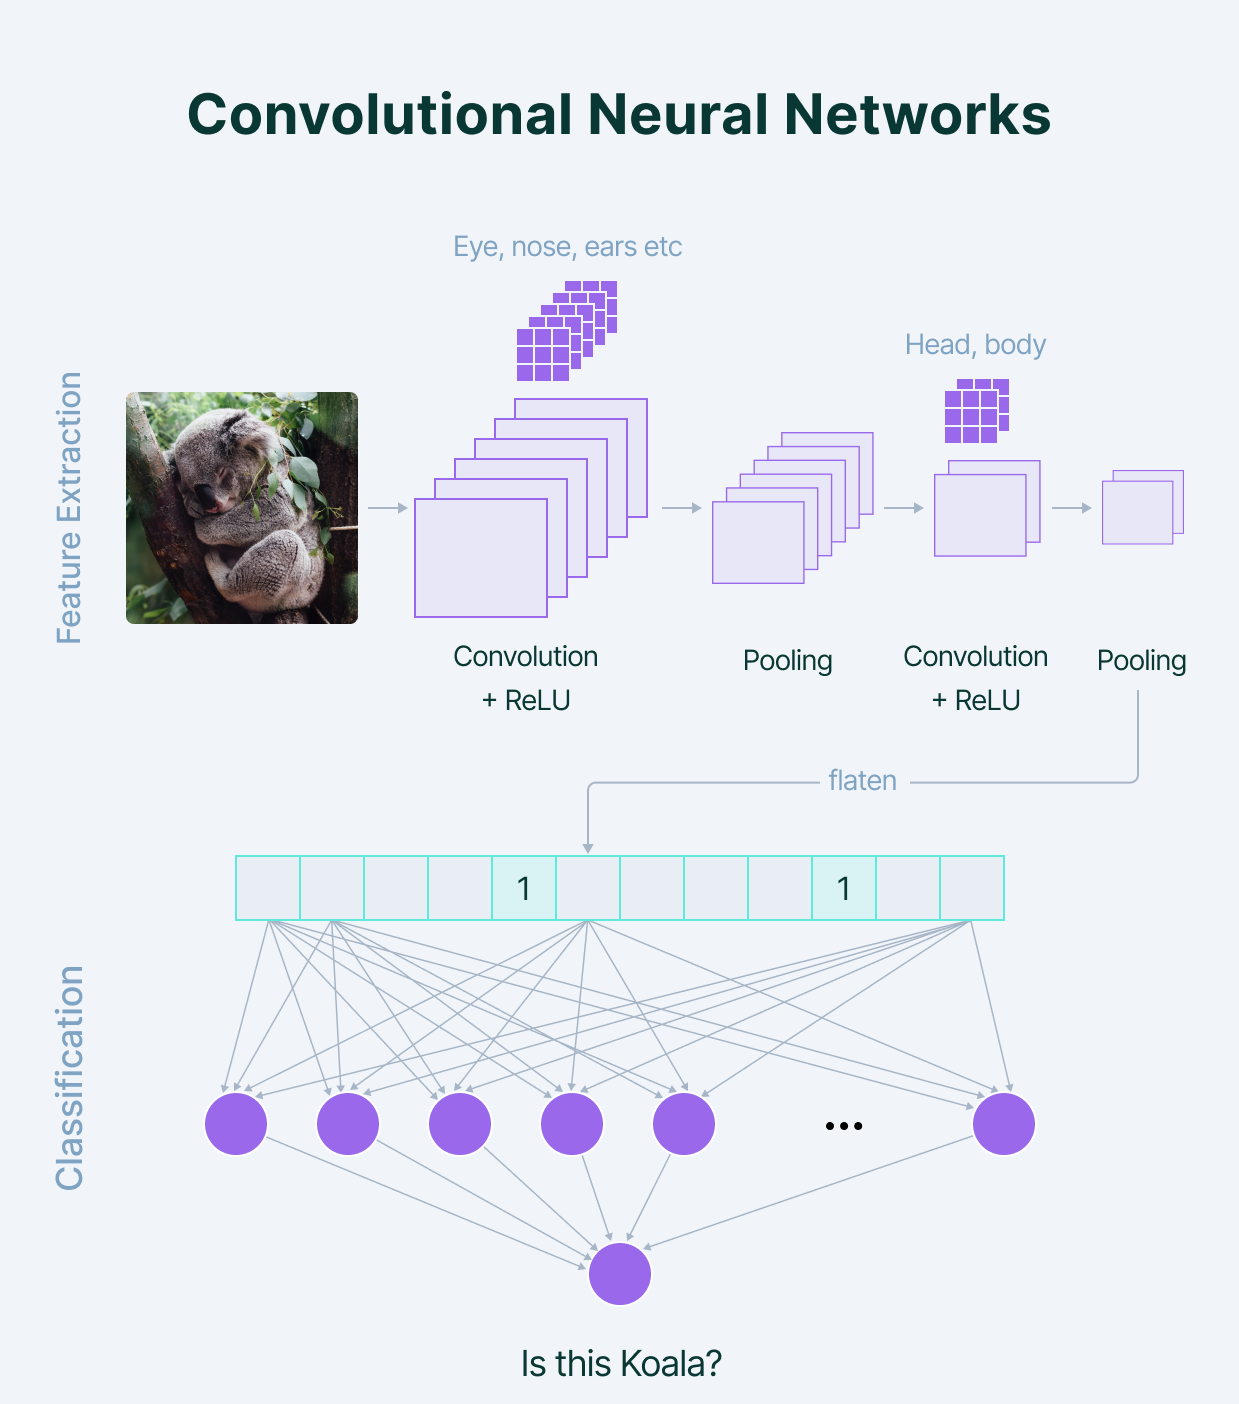 Convolutional Neural Networks
Eye, nose, ears etc
Head, body
Feature Extraction
Convolution
+ ReLU
Pooling
Convolution
+ ReLU
Pooling
flaten
1
1
Classification
...
Is this Koala?